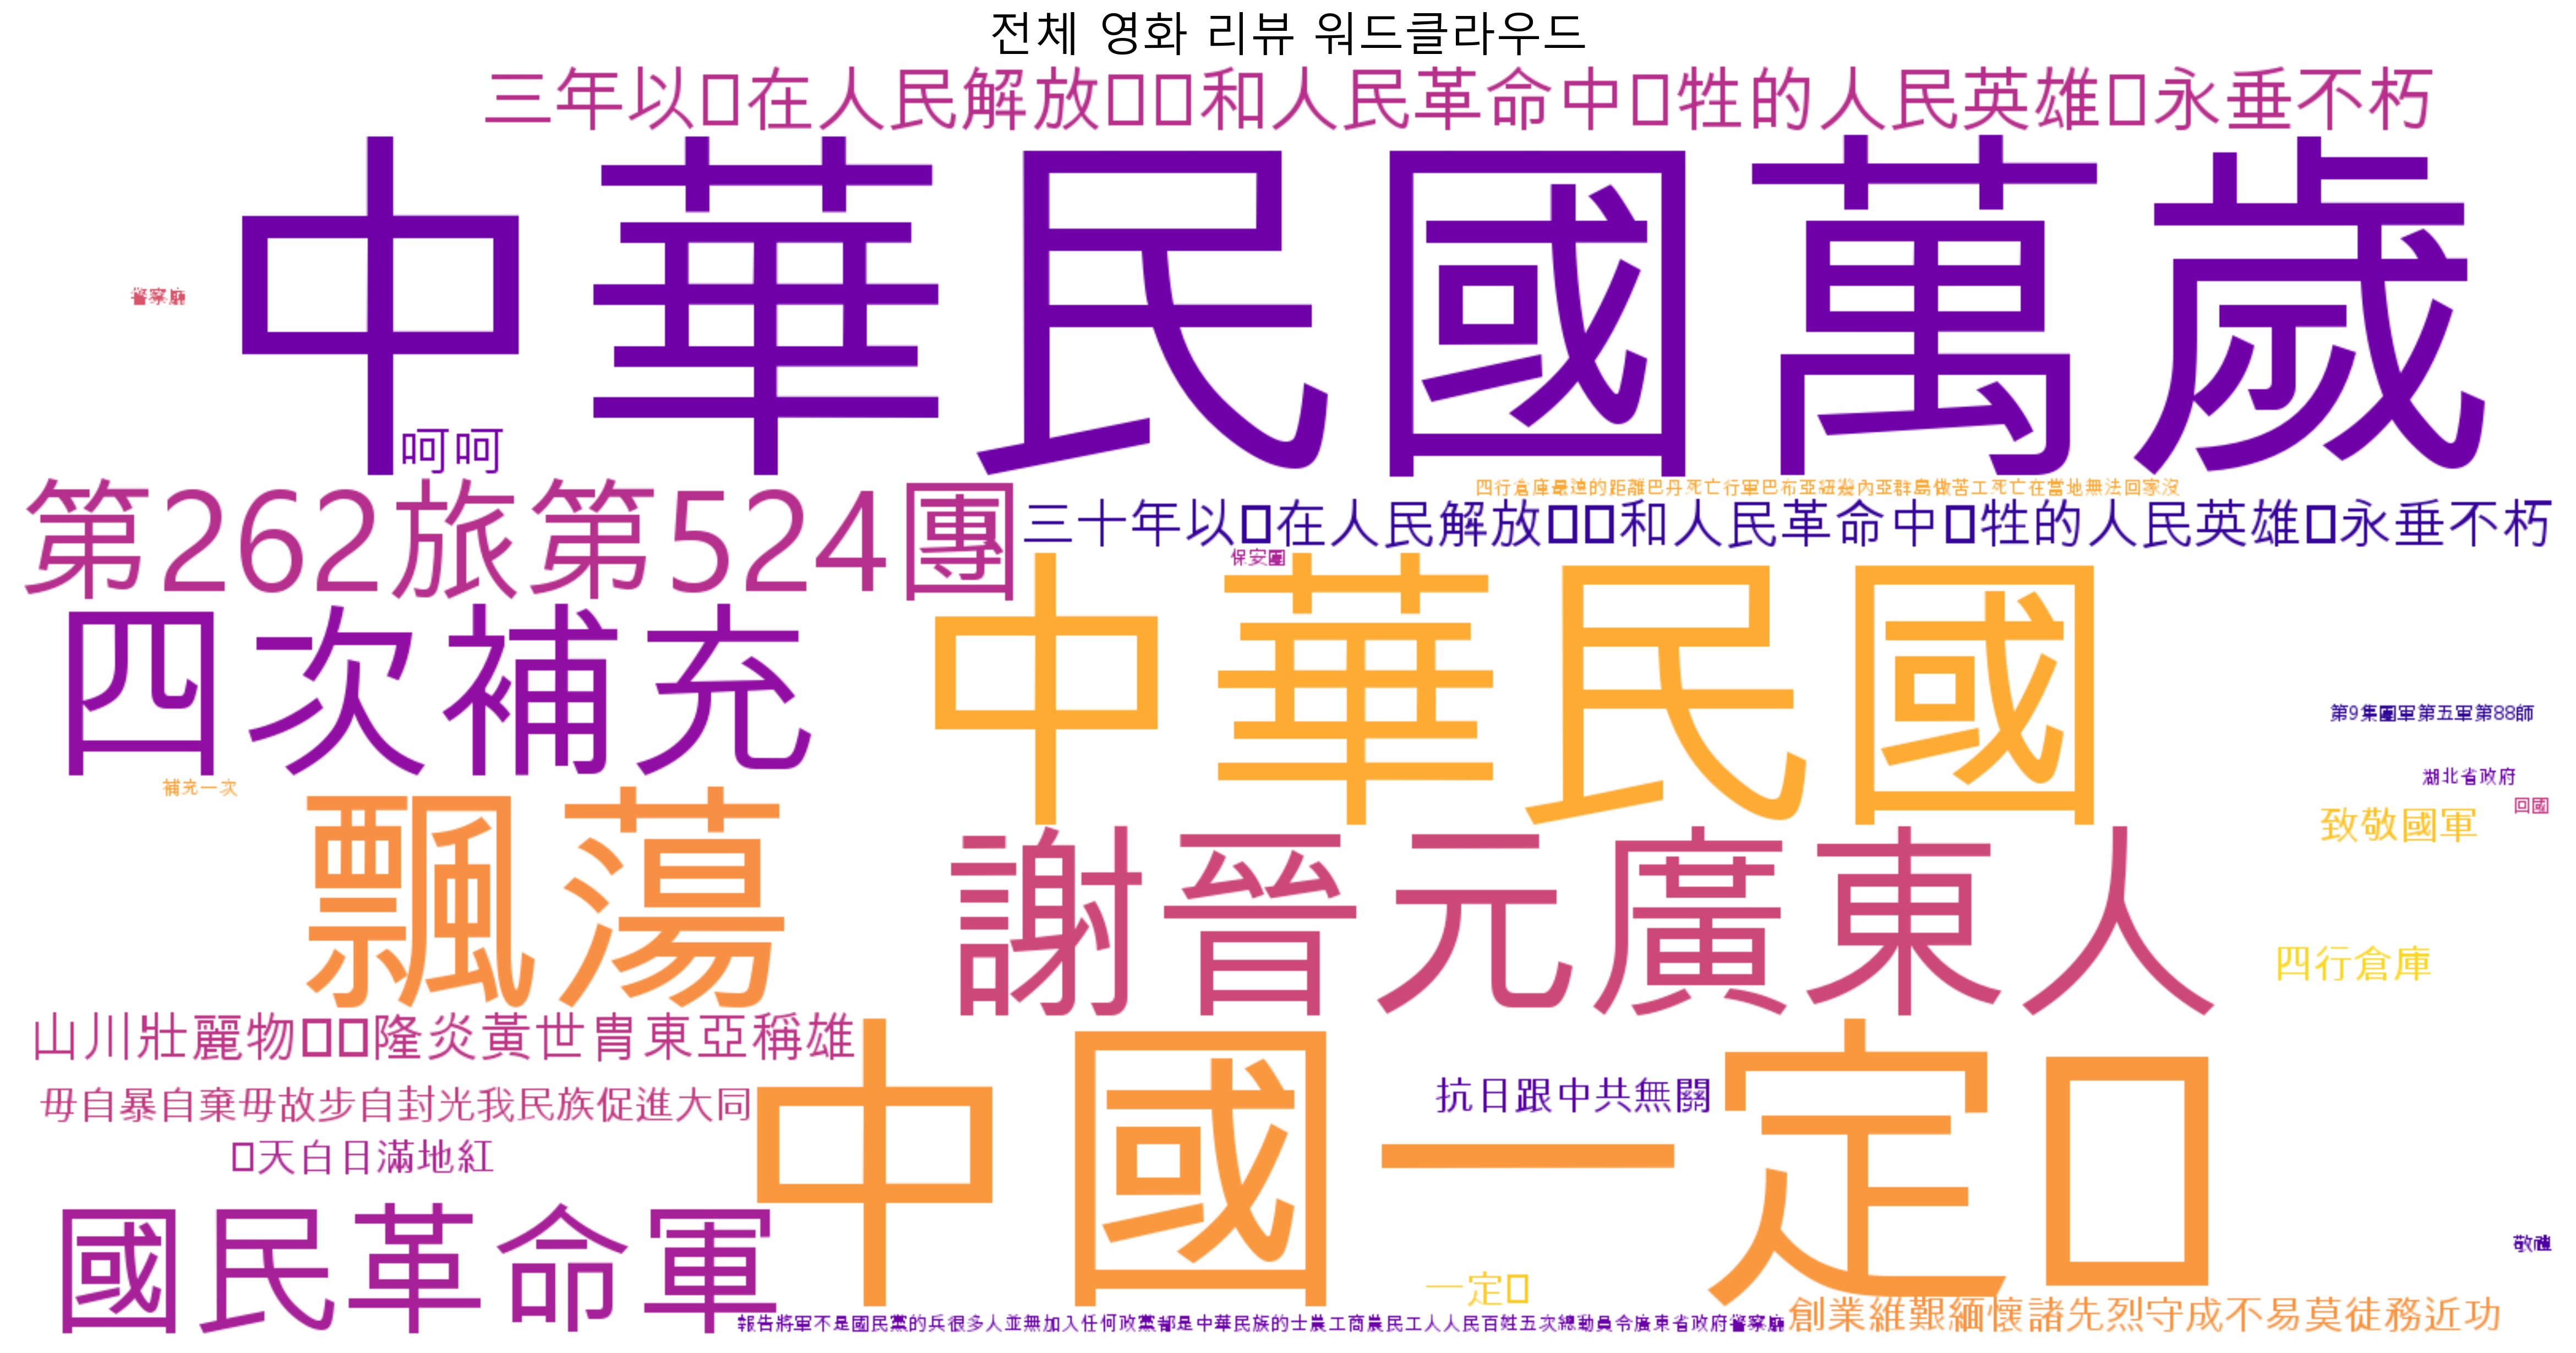 전체 영화 리뷰 워드클라우드
三年以▯在人民解放▯▯和人民革命中▯牲的人民英雄▯永垂不朽
中華民國萬歲
警察廳
呵呵
第262旅第524團
四行倉庫最遠的距離巴丹死亡行軍巴布亞紐幾內亞群島做苦工死亡在當地無法回家沒
三十年以▯在人民解放▯▯和人民革命中▯牲的人民英雄▯永垂不朽
保安團
四次補充
中華民國
第9集團軍第五軍第88師
補充一次
湖北省政府
回國
飄蕩
致敬國軍
謝晉元廣東人
四行倉庫
山川壯麗物▯▯隆炎黃世胄東亞稱雄
中國一定▯
毋自暴自棄毋故步自封光我民族促進大同
抗日跟中共無關
▯天白日滿地紅
國民革命軍
敬禮
一定▯
報告將軍不是國民黨的兵很多人並無加入任何政黨都是中華民族的士農工商農民工人人民百姓五次總動員令廣東省政府警察廳
創業維艱緬懷諸先烈守成不易莫徒務近功